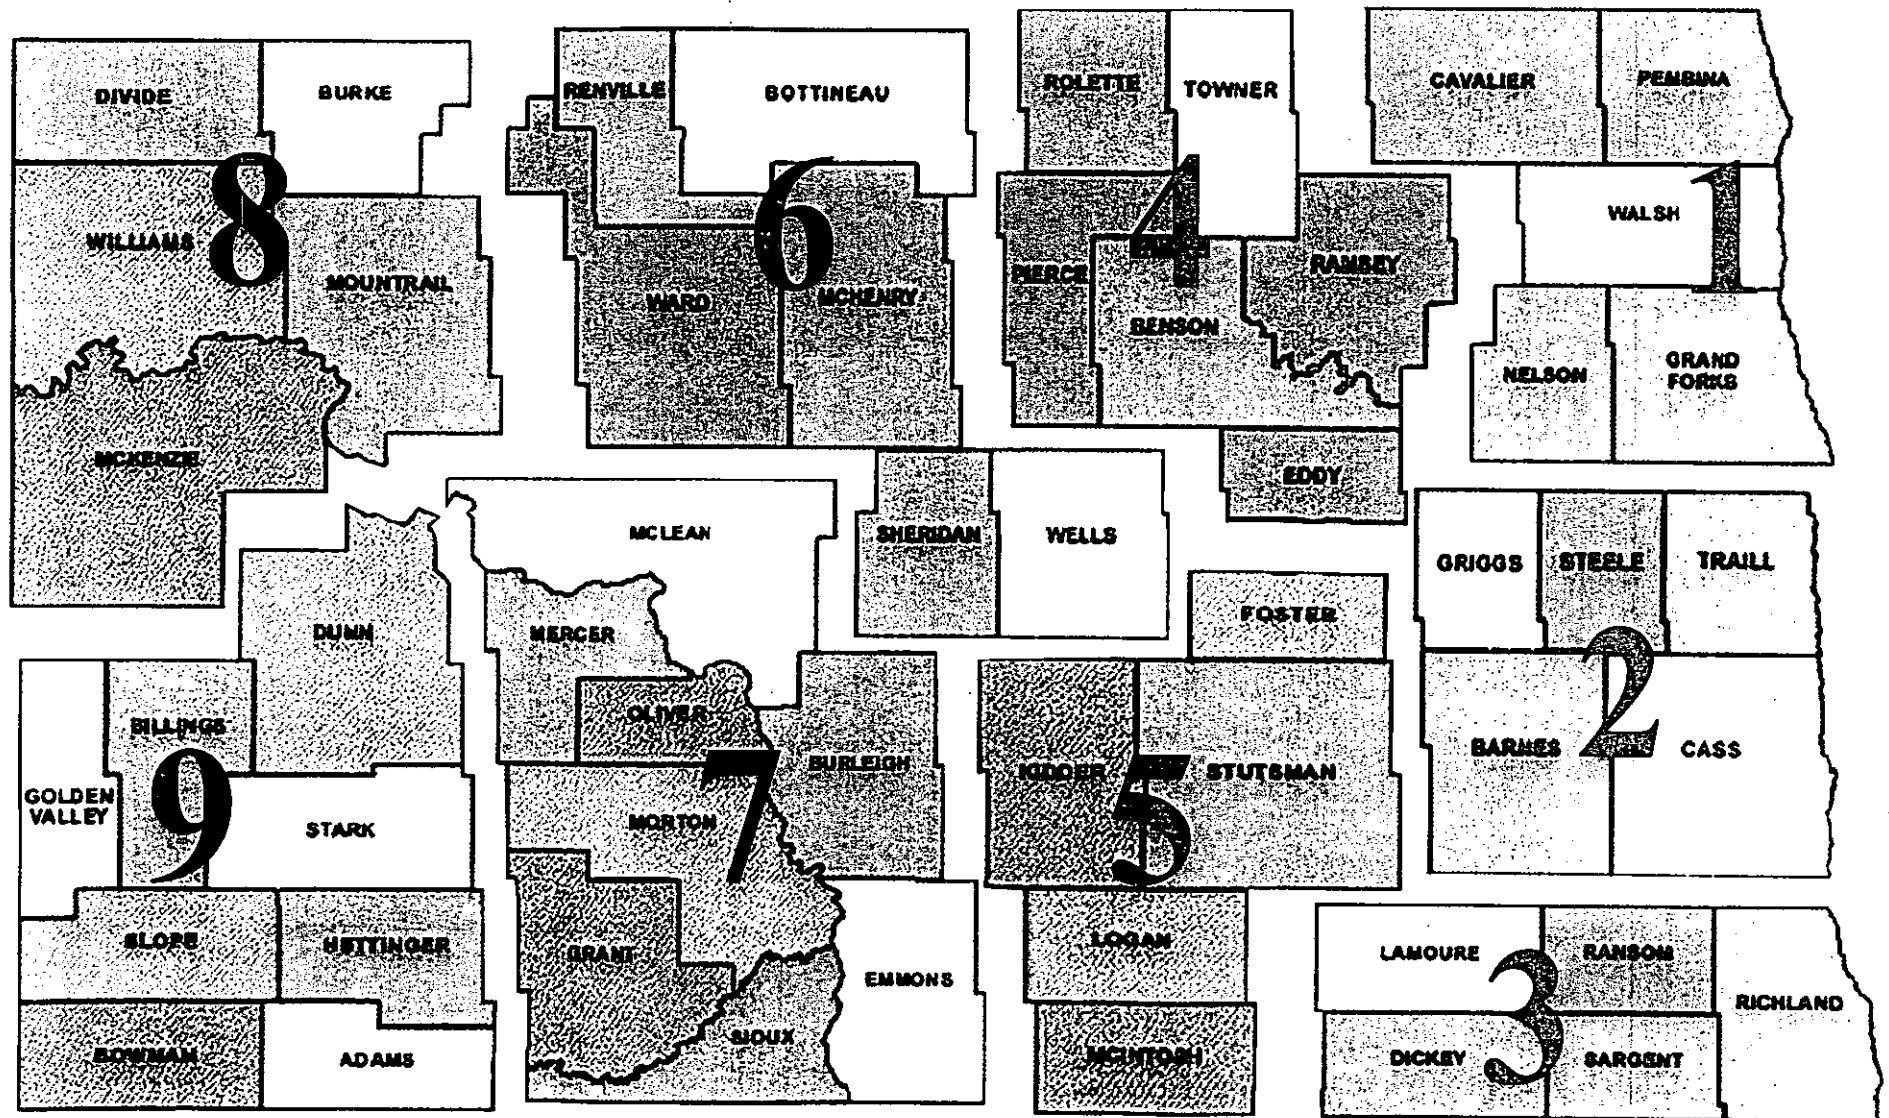 DIVIDE
BURKE
WILLIAMS
8
MOUNTRAIL
MCKENZIE
RENVILLE
BOTTINEAU
6
WARD
MCHENRY
ROLETTE
TOWNER
4
PIERCE
BENSON
RAMSEY
EDDY
CAVALIER
PEMBINA
WALSH
1
NELSON
GRAND
FORKS
SHERIDAN
WELLS
GRIGGS
STEELE
TRAILL
2
BARNES
CASS
DUNN
BILLINGS
9
GOLDEN
VALLEY
STARK
SLOPE
HETTINGER
BOWMAN
ADAMS
MCLEAN
MERCER
OLIVER
7
BURLEIGH
MORTON
GRANT
SIOUX
EMMONS
FOSTER
KIDDER
5
STUTSMAN
LOGAN
MCINTOSH
LAMOURE
RANSOM
3
DICKEY
SARGENT
RICHLAND